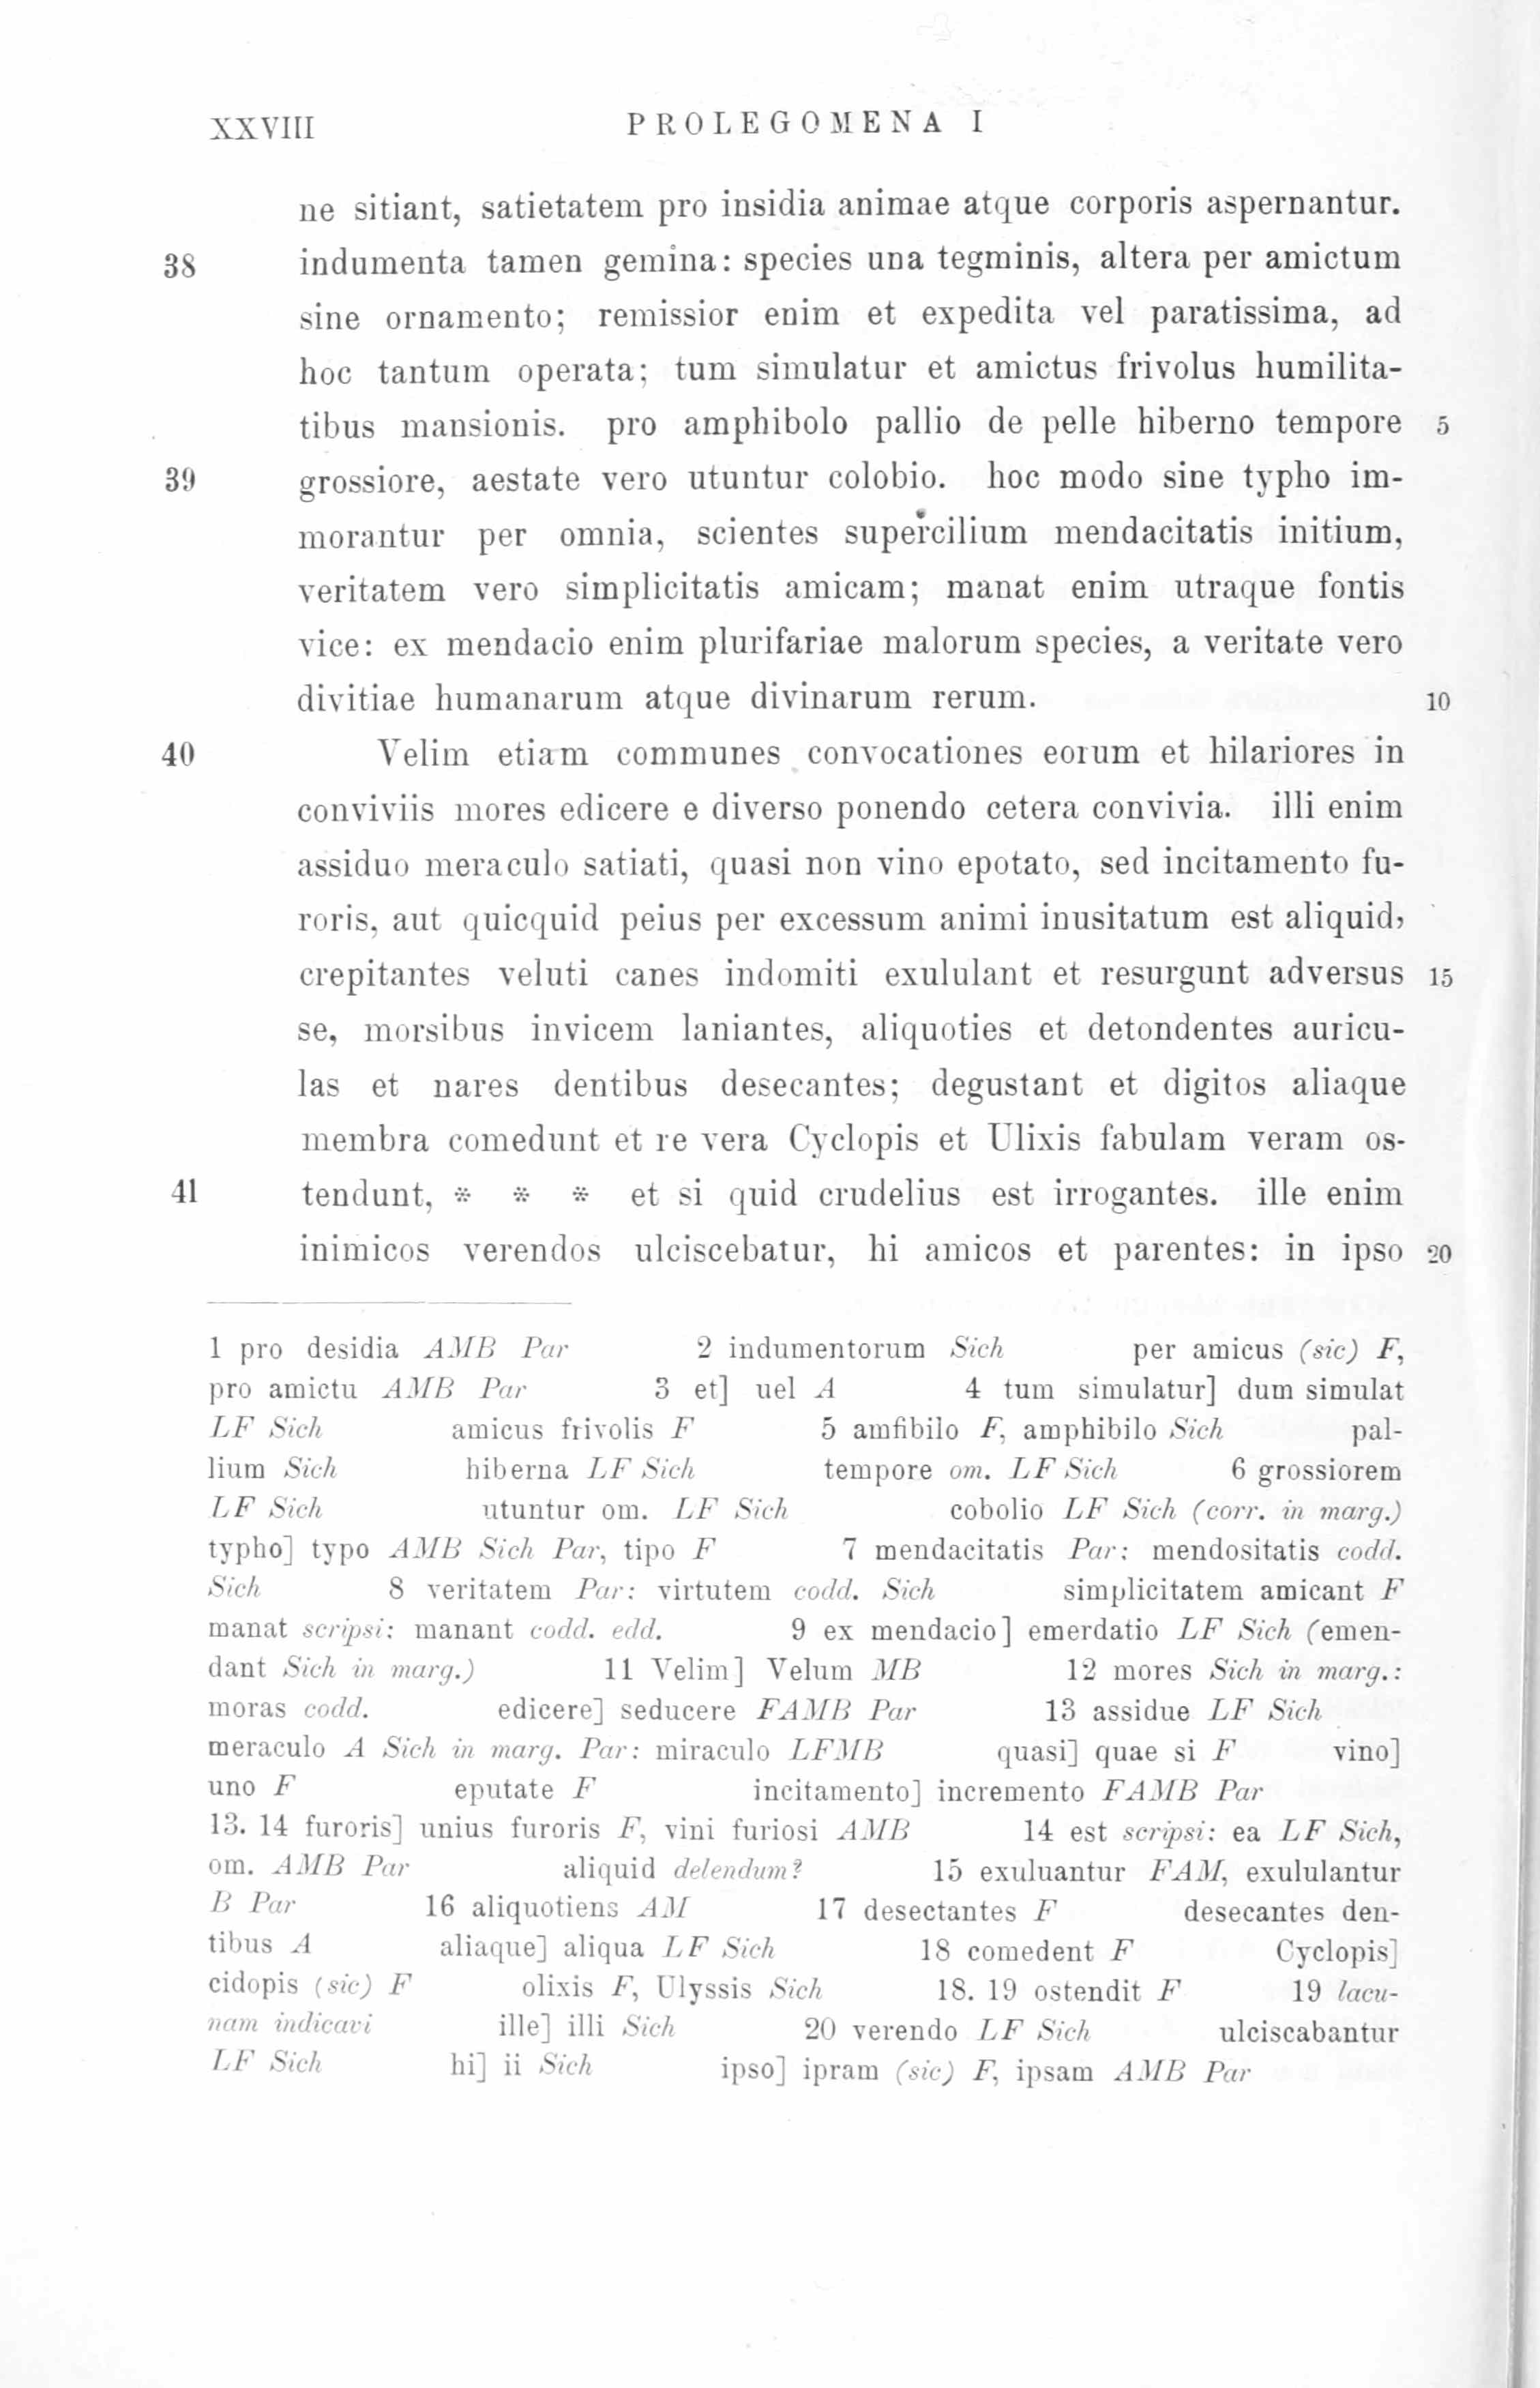 XXVIII PROLEGOMENA I
ne sitiant, satietatem pro insidia animae atque corporis aspernantur.
38 indumenta tamen gemina: species una tegminis, altera per amictum
sine ornamento; remissior enim et expedita vel paratissima, ad
hoc tantum operata; tum simulatur et amictus frivolus humilita-
tibus mansionis. pro amphibolo pallio de pelle hiberno tempore 5
39 grossiore, aestate vero utuntur colobio. hoc modo sine typho im-
morantur per omnia, scientes supercilium mendacitatis initium,
veritatem vero simplicitatis amicam; manat enim utraque fontis
vice: ex mendacio enim plurifariae malorum species, a veritate vero
divitiae humanarum atque divinarum rerum. 10
40 Velim etiam communes convocationes eorum et hilariores in
conviviis mores edicere e diverso ponendo cetera convivia. illi enim
assiduo meraculo satiati, quasi non vino epotato, sed incitamento fu-
roris, aut quicquid peius per excessum animi inusitatum est aliquid,
crepitantes veluti canes indomiti exululant et resurgunt adversus 15
se, morsibus invicem laniantes, aliquoties et detondentes auricu-
las et nares dentibus desecantes; degustant et digitos aliaque
membra comedunt et re vera Cyclopis et Ulixis fabulam veram os-
41 tendunt, * * * et si quid crudelius est irrogantes. ille enim
inimicos verendos ulciscebatur, hi amicos et parentes: in ipso 20
1 pro desidia AMB Par 2 indumentorum Sich per amicus (sic) F,
pro amictu AMB Par 3 et] uel A 4 tum simulatur] dum simulat
LF Sich amicus frivolis F 5 amfibilo F, amphibilo Sich pal-
lium Sich hiberna LF Sich tempore om. LF Sich 6 grossiorem
LF Sich utuntur om. LF Sich cobolio LF Sich (corr. in marg.)
typho] typo AMB Sich Par, tipo F 7 mendacitatis Par: mendositatis codd.
Sich 8 veritatem Par: virtutem codd. Sich simplicitatem amicant F
manat scripsi: manant codd. edd. 9 ex mendacio] emerdatio LF Sich (emen-
dant Sich in marg.) 11 Velim] Velum MB 12 mores Sich in marg.:
moras codd. edicere] seducere FAMB Par 13 assidue LF Sich
meraculo A Sich in marg. Par: miraculo LFMB quasi] quae si F vino]
uno F eputate F incitamento] incremento FAMB Par
13. 14 furoris] unius furoris F, vini furiosi AMB 14 est scripsi: ea LF Sich,
om. AMB Par aliquid delendum? 15 exuluantur FAM, exululantur
B Par 16 aliquotiens AM 17 desectantes F desecantes den-
tibus A aliaque] aliqua LF Sich 18 comedent F Cyclopis]
cidopis (sic) F olixis F, Ulyssis Sich 18. 19 ostendit F 19 lacu-
nam indicavi ille] illi Sich 20 verendo LF Sich ulciscabantur
LF Sich hi] ii Sich ipso] ipram (sic) F, ipsam AMB Par